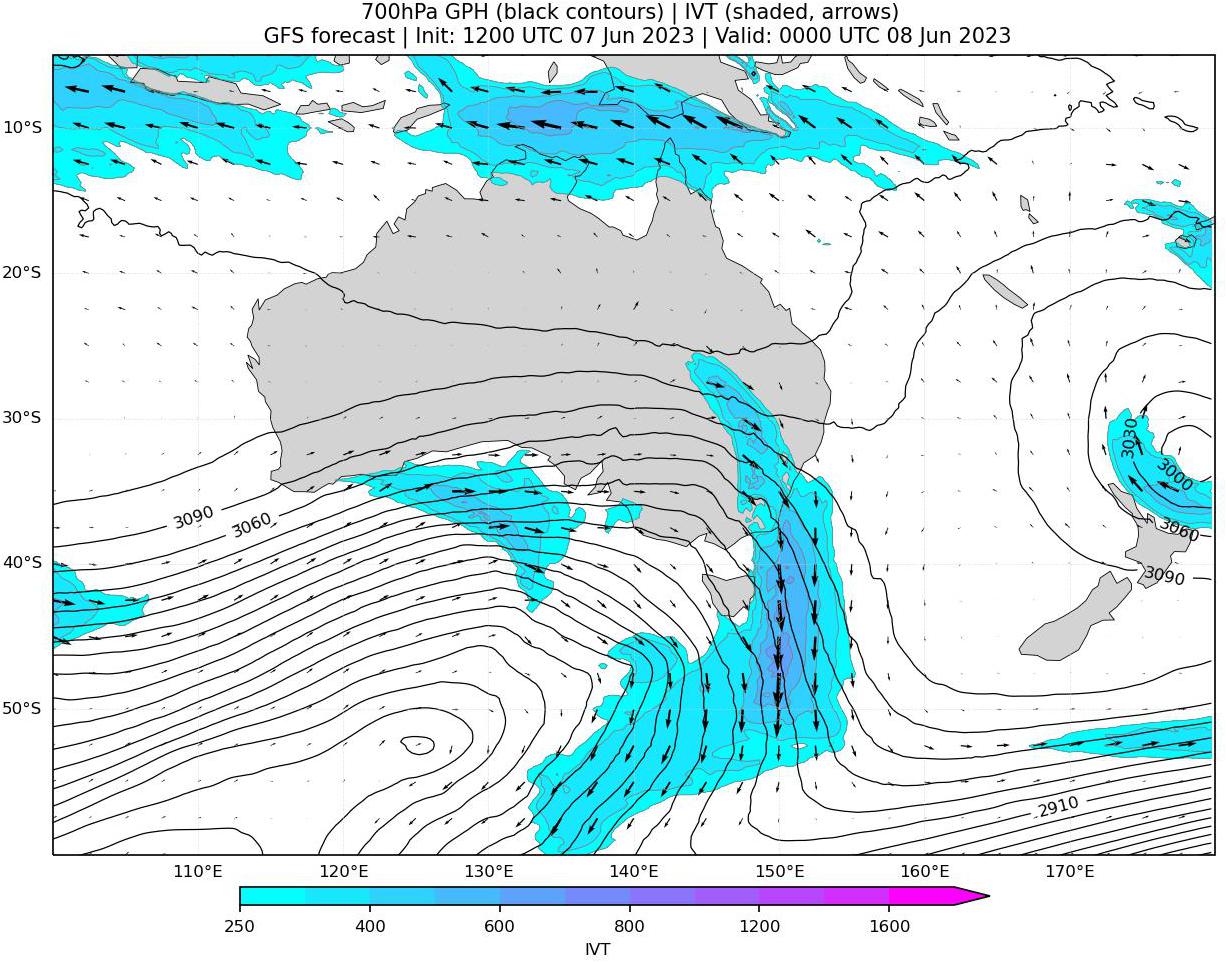 700hPa GPH (black contours) | IVT (shaded, arrows)
GFS forecast | Init: 1200 UTC 07 Jun 2023 | Valid: 0000 UTC 08 Jun 2023
10°S
20°S
30°S
3030
3000
3090
3060
3060
40°S
3090
50°S
2910
110°E 120°E 130°E 140°E 150°E 160°E 170°E
250 400 600 800 1200 1600
IVT